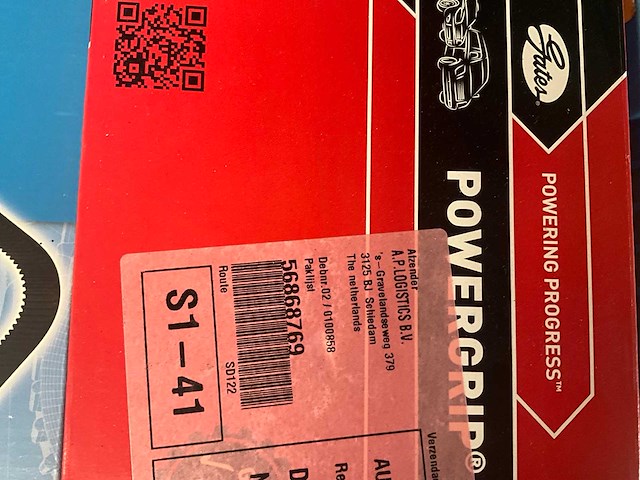 Gates®
POWERING PROGRESS™
POWERGRIP®
Afzender
A.P.LOGISTICS B.V.
's-Gravelandseweg 379
3125 BJ Schiedam
The netherlands
Debnr.02 / 0100858
Paklijst
56868769
Route
SD122
S1-41